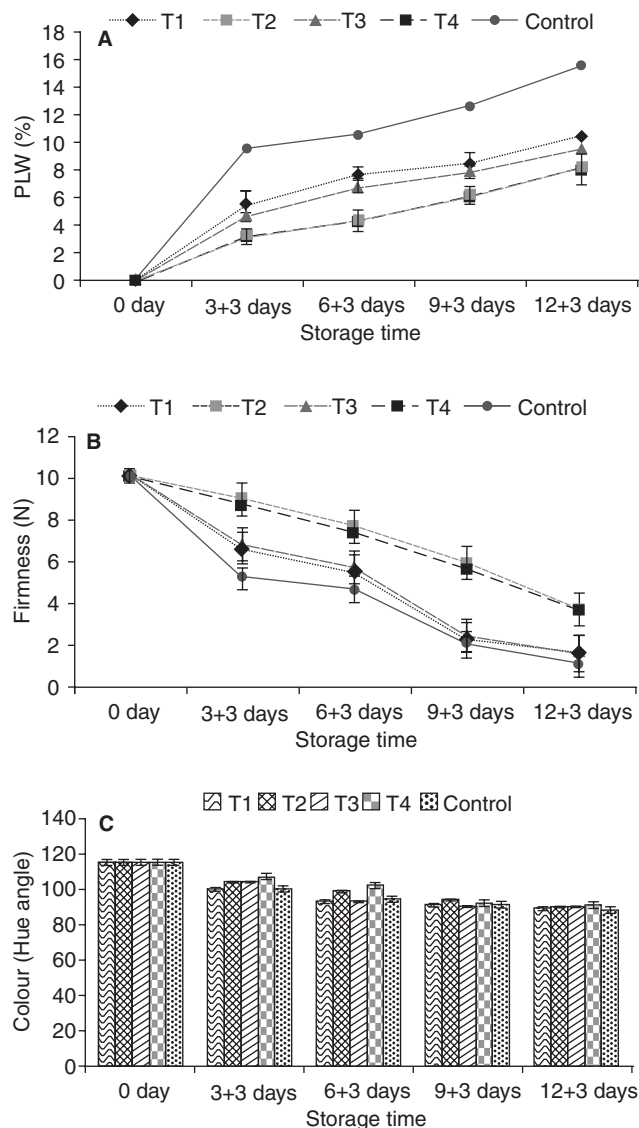 T1 T2 T3 T4 Control
A
PLW (%)
18
16
14
12
10
8
6
4
2
0
0 day 3+3 days 6+3 days 9+3 days 12+3 days
Storage time
T1 T2 T3 T4 Control
B
Firmness (N)
12
10
8
6
4
2
0
0 day 3+3 days 6+3 days 9+3 days 12+3 days
Storage time
T1 T2 T3 T4 Control
C
Colour (Hue angle)
140
120
100
80
60
40
20
0
0 day 3+3 days 6+3 days 9+3 days 12+3 days
Storage time